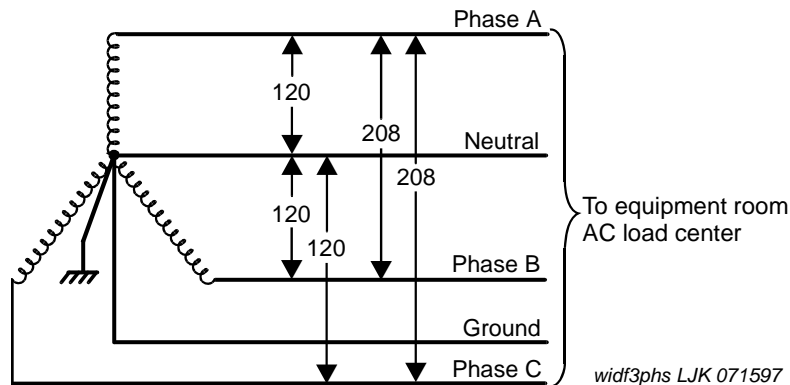 Phase A
120
Neutral
208
208
120
120
To equipment room
AC load center
Phase B
Ground
Phase C
widf3phs LJK 071597